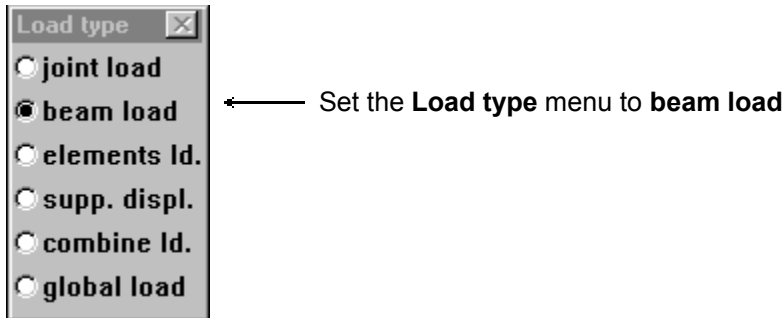 Load type
joint load
beam load
elements ld.
supp. displ.
combine ld.
global load
Set the Load type menu to beam load